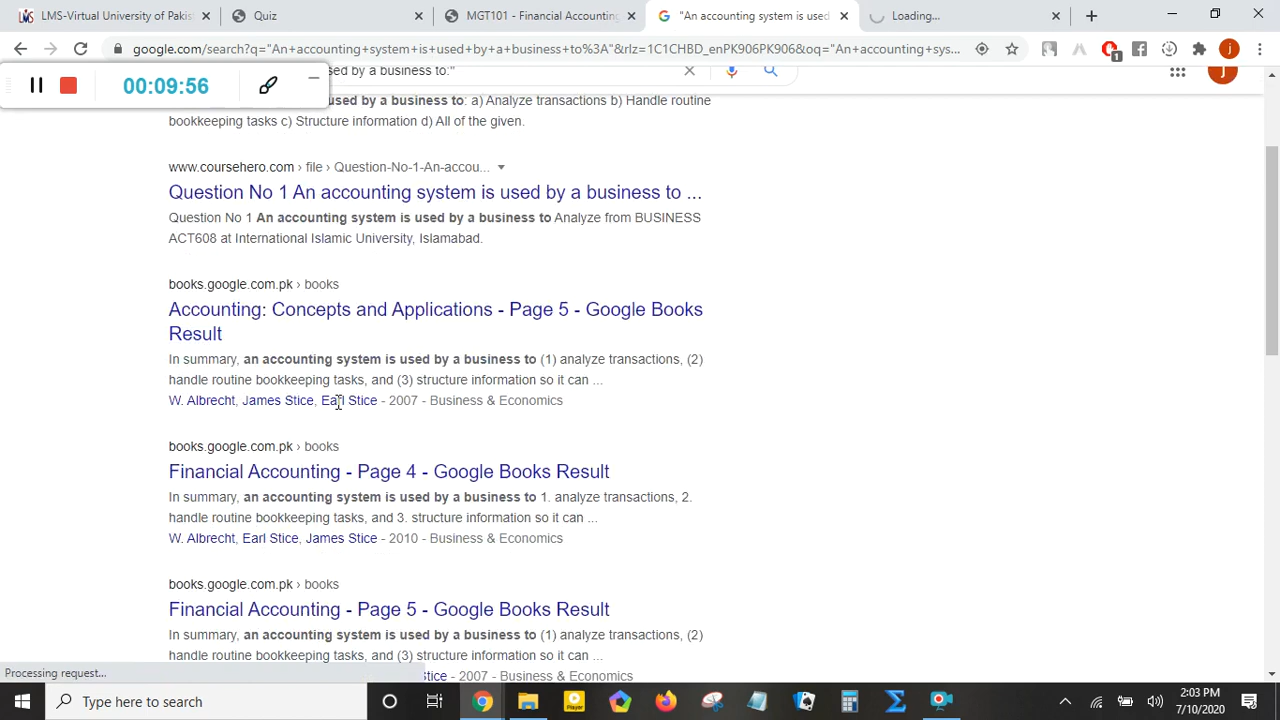 LMS-Virtual University of Pakis
Quiz
MGT101 - Financial Accounting
"An accounting system is used
Loading...
google.com/search?q="An+accounting+system+is+used+by+a+business+to%3A"&rlz=1C1CHBD_enPK906PK906&oq="An+accounting+sys...
1
j
00:09:56
sed by a business to:"
j
used by a business to: a) Analyze transactions b) Handle routine
bookkeeping tasks c) Structure information d) All of the given.
www.coursehero.com › file › Question-No-1-An-accou...
Question No 1 An accounting system is used by a business to ...
Question No 1 An accounting system is used by a business to Analyze from BUSINESS
ACT608 at International Islamic University, Islamabad.
books.google.com.pk › books
Accounting: Concepts and Applications - Page 5 - Google Books
Result
In summary, an accounting system is used by a business to (1) analyze transactions, (2)
handle routine bookkeeping tasks, and (3) structure information so it can ...
W. Albrecht, James Stice, Earl Stice - 2007 - Business & Economics
books.google.com.pk › books
Financial Accounting - Page 4 - Google Books Result
In summary, an accounting system is used by a business to 1. analyze transactions, 2.
handle routine bookkeeping tasks, and 3. structure information so it can ...
W. Albrecht, Earl Stice, James Stice - 2010 - Business & Economics
books.google.com.pk › books
Financial Accounting - Page 5 - Google Books Result
In summary, an accounting system is used by a business to (1) analyze transactions, (2)
handle routine bookkeeping tasks, and (3) structure information so it can ...
Stice - 2007 - Business & Economics
Processing request...
Type here to search
Player
2:03 PM
7/10/2020